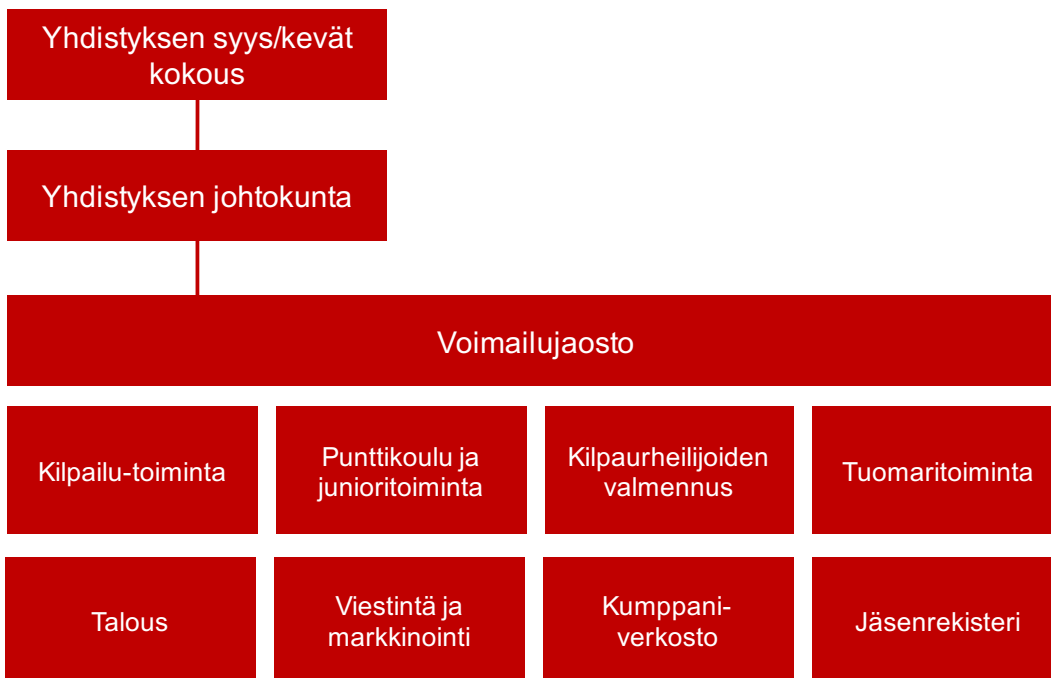 Yhdistyksen syys/kevät
kokous
Yhdistyksen johtokunta
Voimailujaosto
Kilpailu-toiminta
Punttikoulu ja
junioritoiminta
Kilpaurheilijoiden
valmennus
Tuomaritoiminta
Talous
Viestintä ja
markkinointi
Kumppani-
verkosto
Jäsenrekisteri